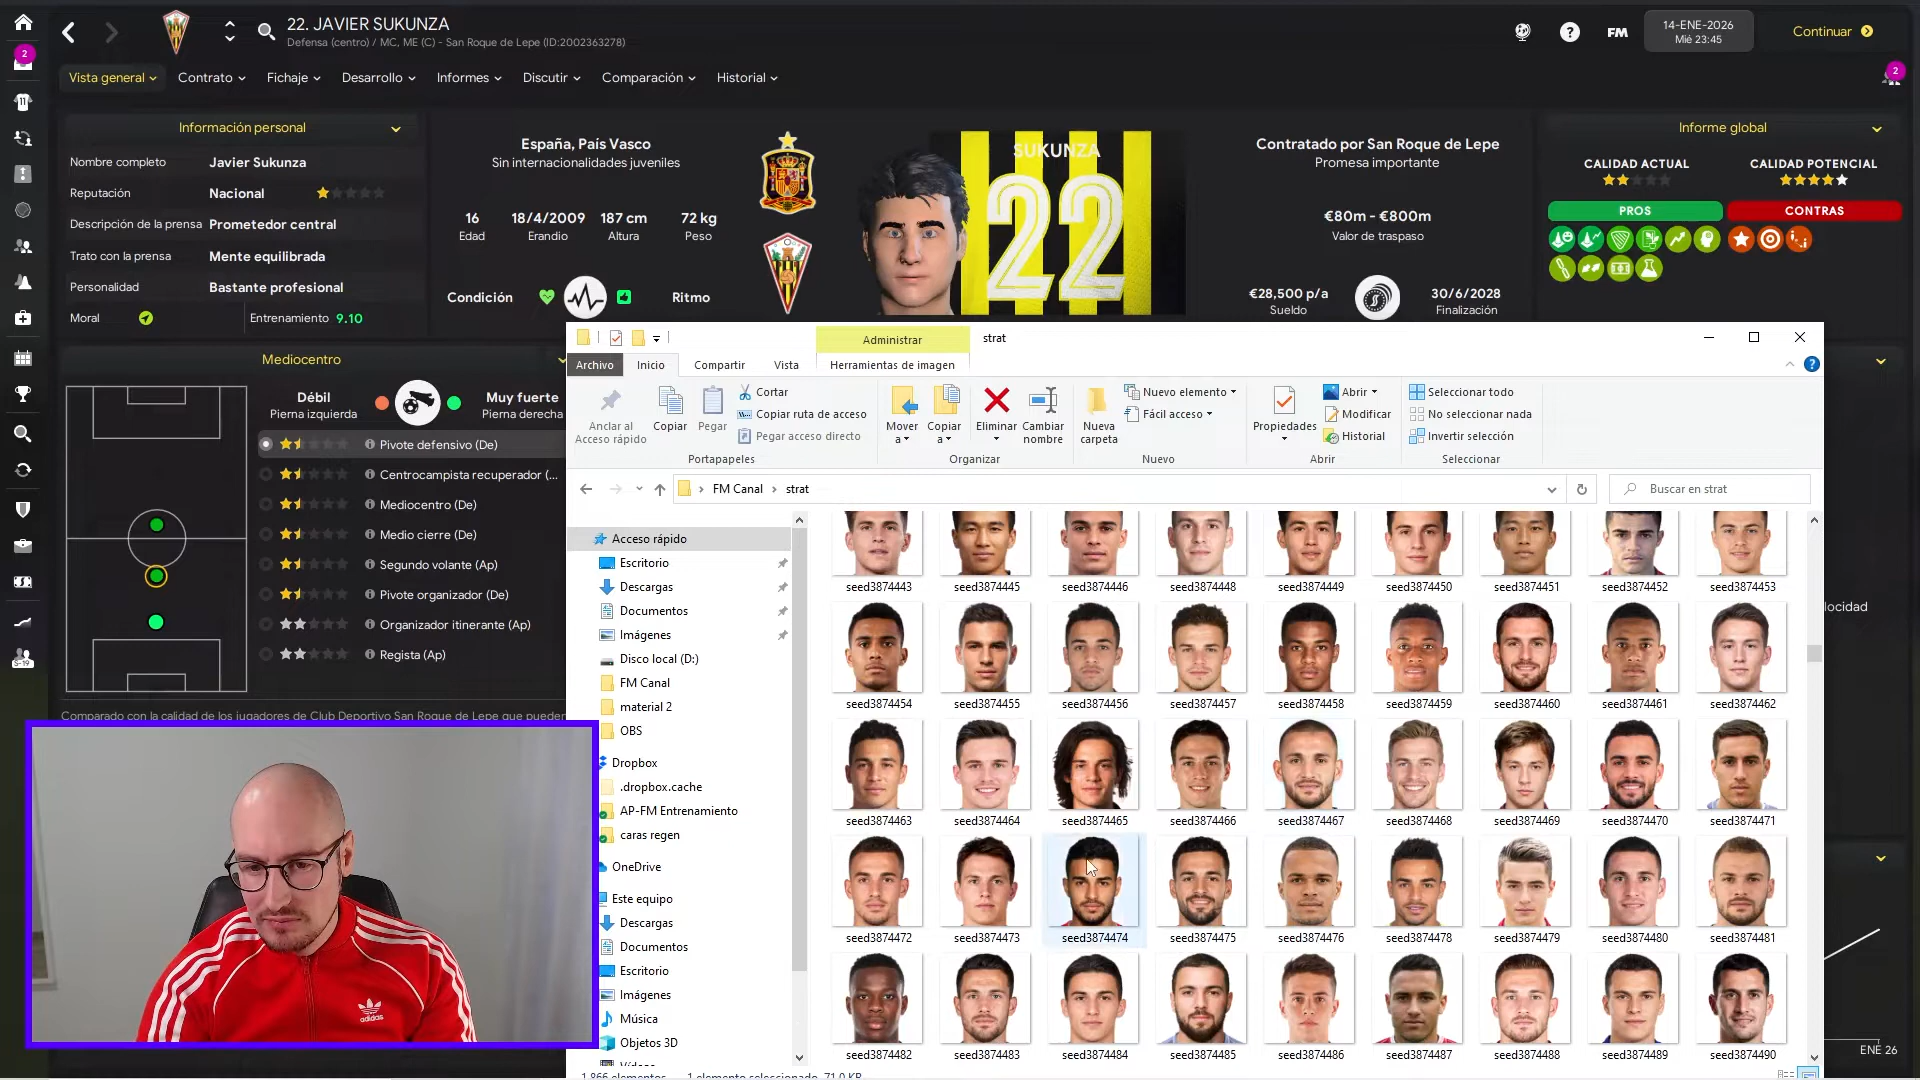 22. JAVIER SUKUNZA
Defensa (centro) / MC, ME (C) - San Roque de Lepe (ID:2002363278)
FM
14-ENE-2026
Mié 23:45
Continuar
2
2
Vista general
Contrato
Fichaje
Desarrollo
Informes
Discutir
Comparación
Historial
Información personal
Nombre completo Javier Sukunza
Reputación Nacional
Descripción de la prensa Prometedor central
Trato con la prensa Mente equilibrada
Personalidad Bastante profesional
Moral
Entrenamiento 9.10
España, País Vasco
Sin internacionalidades juveniles
16 18/4/2009 187 cm 72 kg
Edad Erandio Altura Peso
Condición
Ritmo
SUKUNZA
22
Contratado por San Roque de Lepe
Promesa importante
€80m - €800m
Valor de traspaso
€28,500 p/a
Sueldo
30/6/2028
Finalización
Informe global
CALIDAD ACTUAL CALIDAD POTENCIAL
PROS CONTRAS
Mediocentro
Débil
Pierna izquierda
Muy fuerte
Pierna derecha
Pivote defensivo (De)
Centrocampista recuperador (...
Mediocentro (De)
Medio cierre (De)
Segundo volante (Ap)
Pivote organizador (De)
Organizador itinerante (Ap)
Regista (Ap)
Comparado con la calidad de los jugadores de Club Deportivo San Roque de Lepe que pueden
S-19
adidas
Administrar
strat
Archivo
Inicio
Compartir
Vista
Herramientas de imagen
Anclar al
Acceso rápido
Copiar
Pegar
Cortar
Copiar ruta de acceso
Pegar acceso directo
Portapapeles
Mover
a
Copiar
a
Eliminar
Cambiar
nombre
Organizar
Nueva
carpeta
Nuevo elemento
Fácil acceso
Nuevo
Propiedades
Abrir
Modificar
Historial
Abrir
Seleccionar todo
No seleccionar nada
Invertir selección
Seleccionar
FM Canal
strat
Buscar en strat
Acceso rápido
Escritorio
Descargas
Documentos
Imágenes
Disco local (D:)
FM Canal
material 2
OBS
Dropbox
.dropbox.cache
AP-FM Entrenamiento
caras regen
OneDrive
Este equipo
Descargas
Documentos
Escritorio
Imágenes
Música
Objetos 3D
Vídeos
seed3874443 seed3874445 seed3874446 seed3874448 seed3874449 seed3874450 seed3874451 seed3874452 seed3874453
seed3874454 seed3874455 seed3874456 seed3874457 seed3874458 seed3874459 seed3874460 seed3874461 seed3874462
seed3874463 seed3874464 seed3874465 seed3874466 seed3874467 seed3874468 seed3874469 seed3874470 seed3874471
seed3874472 seed3874473 seed3874474 seed3874475 seed3874476 seed3874478 seed3874479 seed3874480 seed3874481
seed3874482 seed3874483 seed3874484 seed3874485 seed3874486 seed3874487 seed3874488 seed3874489 seed3874490
1.866 elementos
1 elemento seleccionado 71,0 KB
locidad
ENE 26